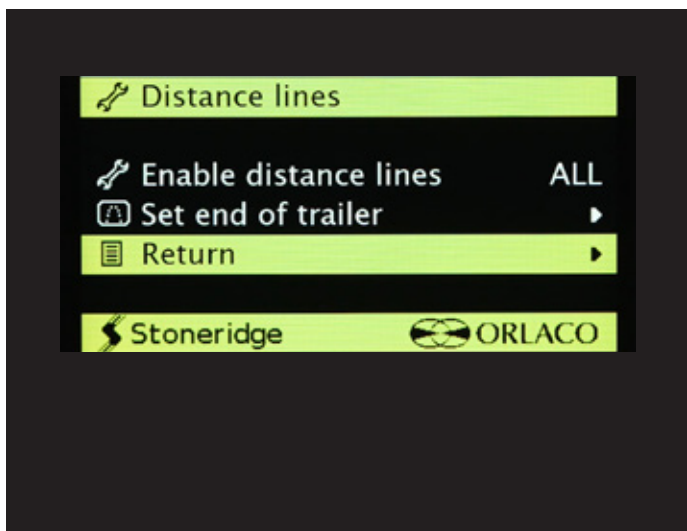 Distance lines
Enable distance lines ALL
Set end of trailer
Return
Stoneridge ORLACO